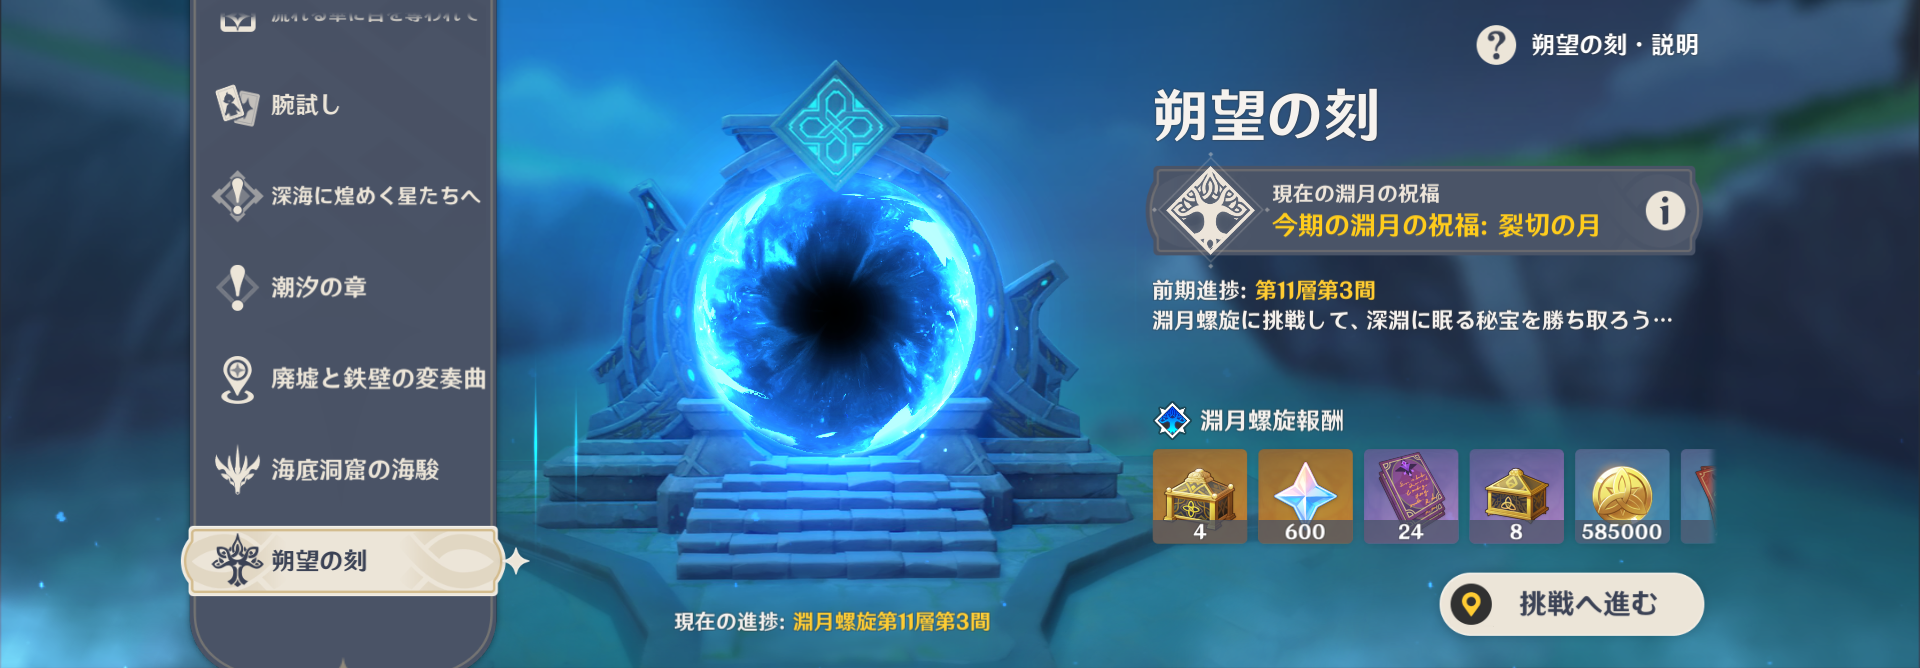 腕試し
深海に煌めく星たちへ
潮汐の章
廃墟と鉄壁の変奏曲
海底洞窟の海駿
朔望の刻
現在の進捗: 淵月螺旋第11層第3間
朔望の刻・説明
朔望の刻
現在の淵月の祝福
今期の淵月の祝福: 裂切の月
前期進捗: 第11層第3間
淵月螺旋に挑戦して、深淵に眠る秘宝を勝ち取ろう…
淵月螺旋報酬
4
600
24
8
585000
挑戦へ進む